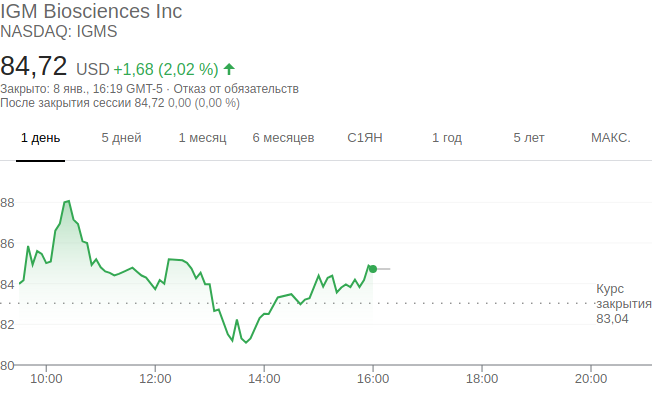 IGM Biosciences Inc
NASDAQ: IGMS
84,72 USD +1,68 (2,02 %)
Закрыто: 8 янв., 16:19 GMT-5 · Отказ от обязательств
После закрытия сессии 84,72 0,00 (0,00 %)
1 день 5 дней 1 месяц 6 месяцев С1ЯН 1 год 5 лет МАКС.
88
86
84
Курс
закрытия
83,04
82
80
10:00 12:00 14:00 16:00 18:00 20:00